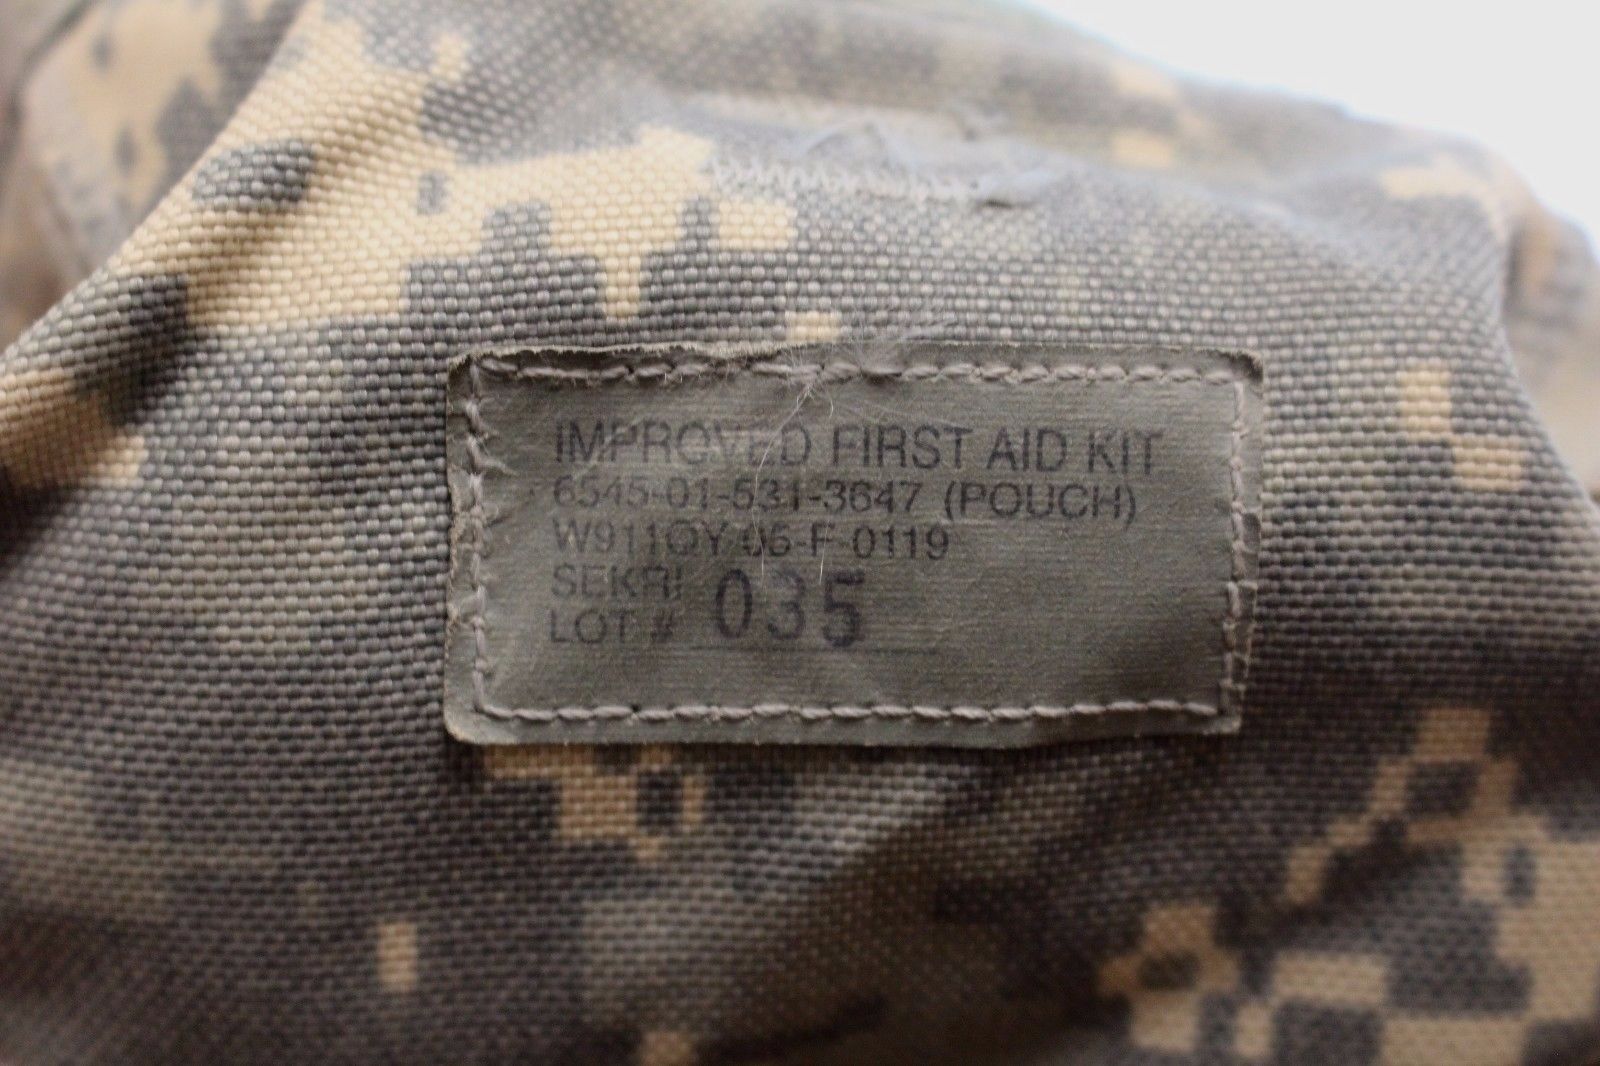 IMPROVED FIRST AID KIT
6545-01-531-3647 (POUCH)
W911QY-06-F-0119
SEKRI
LOT # 035